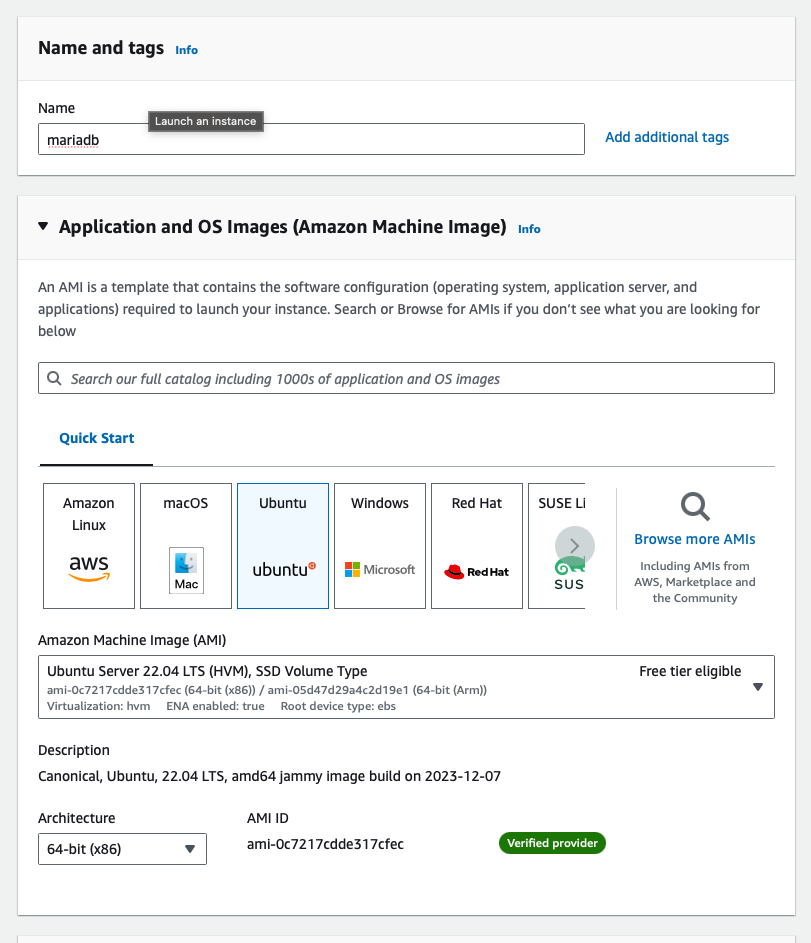 Name and tags Info
Name
Launch an instance
mariadb
Add additional tags
Application and OS Images (Amazon Machine Image) Info
An AMI is a template that contains the software configuration (operating system, application server, and
applications) required to launch your instance. Search or Browse for AMIs if you don’t see what you are looking for
below
Search our full catalog including 1000s of application and OS images
Quick Start
Amazon
Linux
aws
macOS
Mac
Ubuntu
ubuntu
Windows
Microsoft
Red Hat
Red Hat
SUSE Li
SUS
Browse more AMIs
Including AMIs from
AWS, Marketplace and
the Community
Amazon Machine Image (AMI)
Ubuntu Server 22.04 LTS (HVM), SSD Volume Type
Free tier eligible
ami-0c7217cdde317cfec (64-bit (x86)) / ami-05d47d29a4c2d19e1 (64-bit (Arm))
Virtualization: hvm ENA enabled: true Root device type: ebs
Description
Canonical, Ubuntu, 22.04 LTS, amd64 jammy image build on 2023-12-07
Architecture
64-bit (x86)
AMI ID
ami-0c7217cdde317cfec
Verified provider